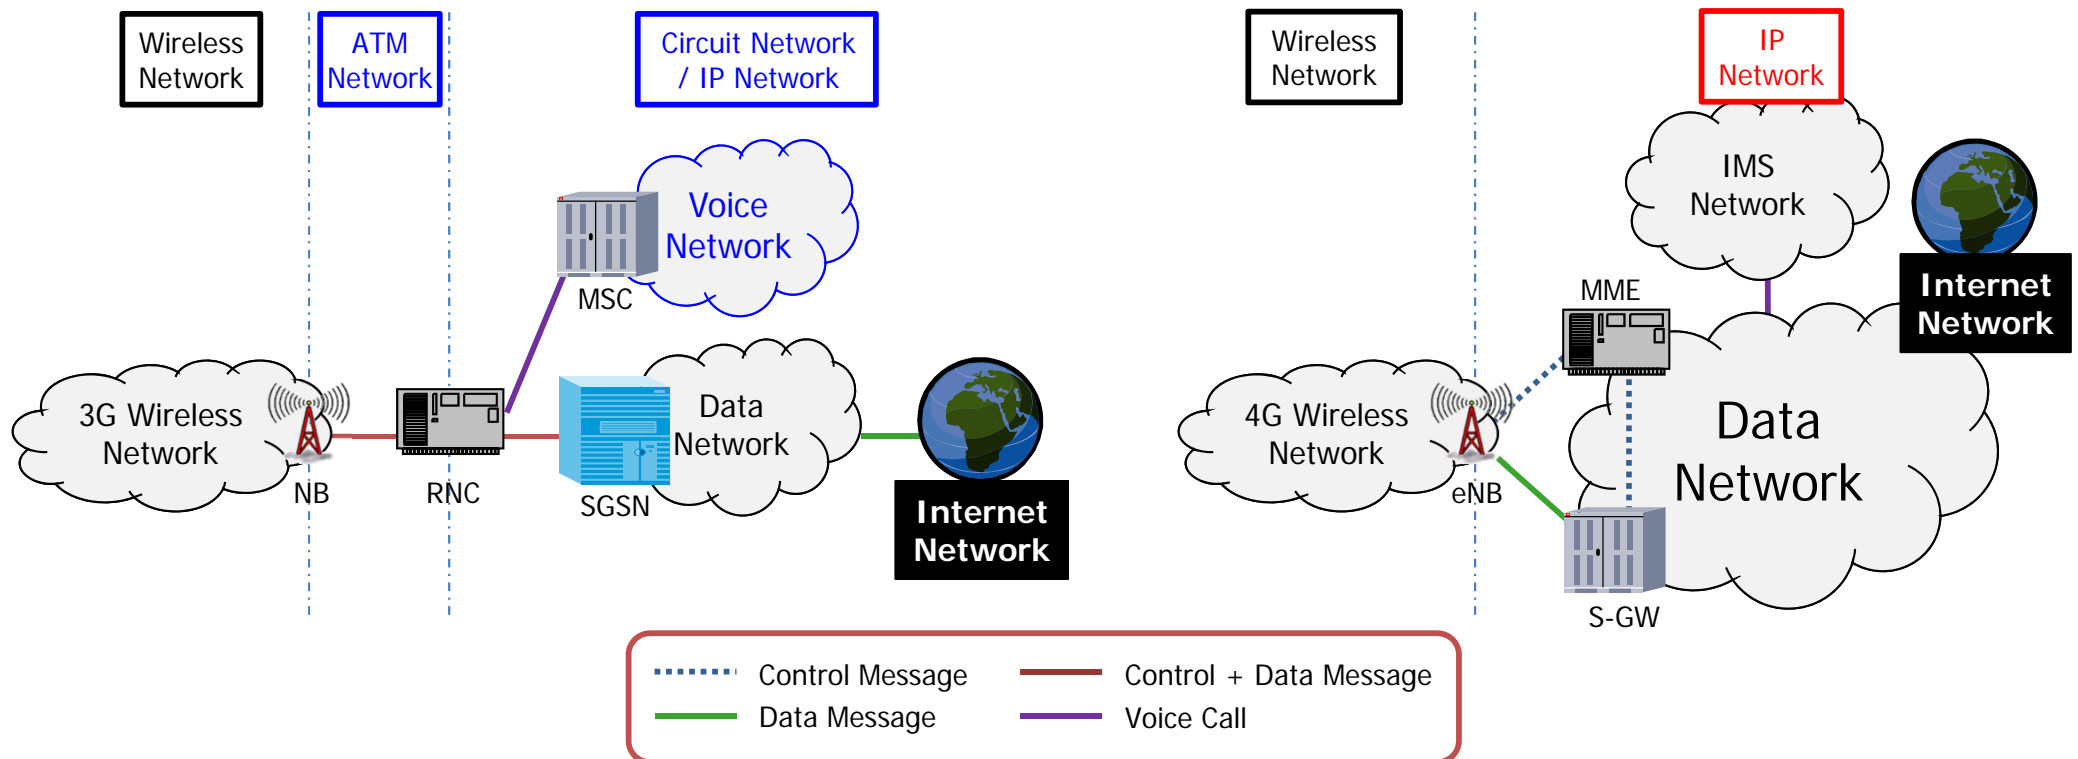 Wireless
Network
ATM
Network
Circuit Network
/ IP Network
Voice
Network
MSC
3G Wireless
Network
NB
RNC
SGSN
Data
Network
Internet
Network
Wireless
Network
IP
Network
IMS
Network
Internet
Network
MME
4G Wireless
Network
eNB
Data
Network
S-GW
Control Message
Control + Data Message
Data Message
Voice Call